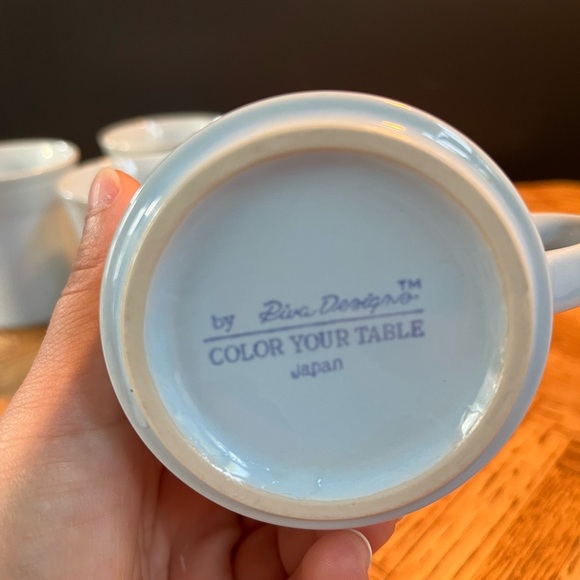 by Riva Designs™
COLOR YOUR TABLE
Japan